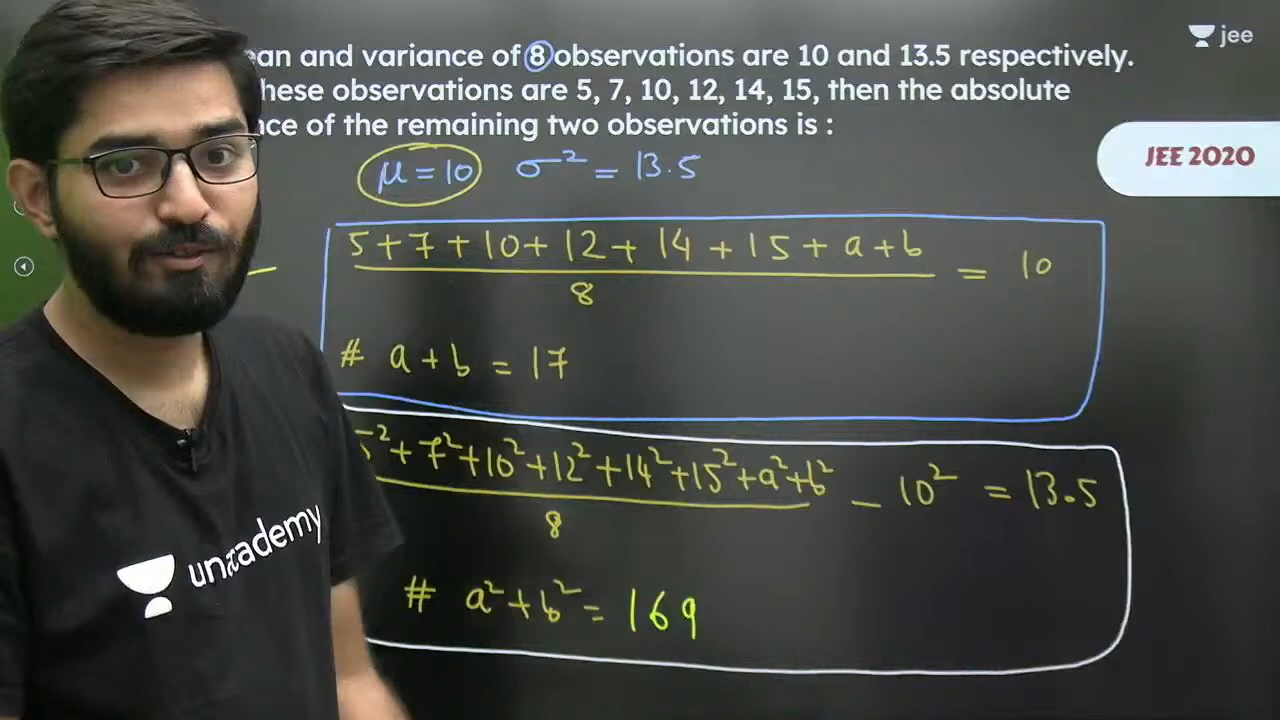 ean and variance of 8 observations are 10 and 13.5 respectively.
hese observations are 5, 7, 10, 12, 14, 15, then the absolute
nce of the remaining two observations is :
jee
JEE 2020
μ = 10 σ² = 13.5
5 + 7 + 10 + 12 + 14 + 15 + a + b
8
= 10
# a + b = 17
5² + 7² + 10² + 12² + 14² + 15² + a² + b²
8
− 10² = 13.5
# a² + b² = 169
unacademy